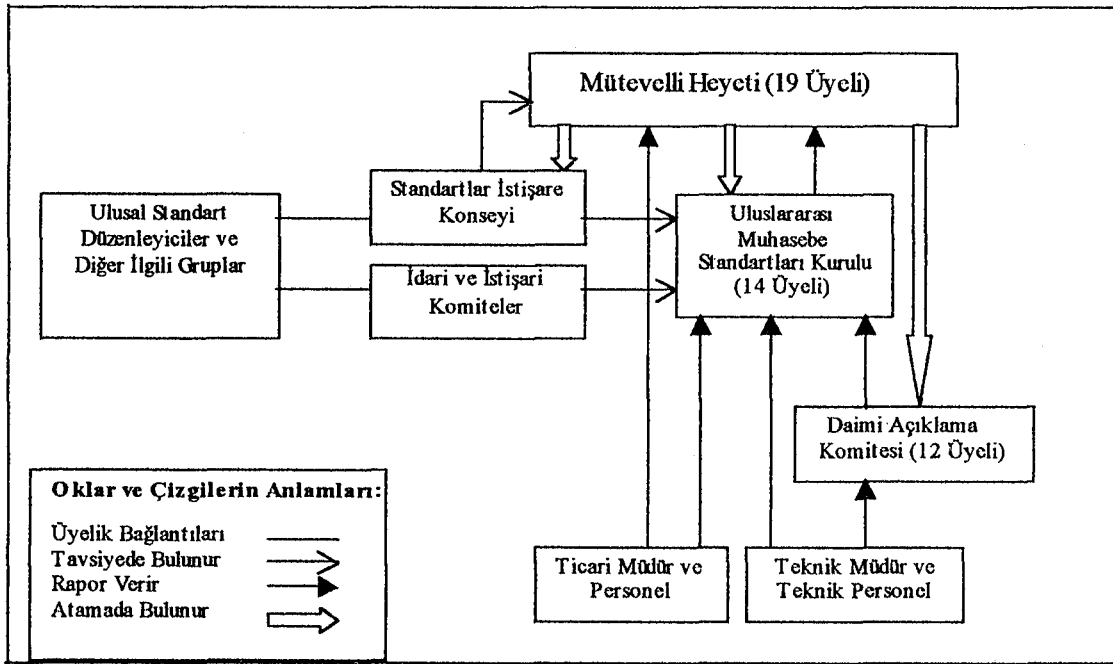 Mütevelli Heyeti (19 Üyeli)
Standartlar İstişare
Konseyi
Ulusal Standart
Düzenleyiciler ve
Diğer İlgili Gruplar
Uluslararası
Muhasebe
Standartları Kurulu
(14 Üyeli)
İdari ve İstişari
Komiteler
Daimi Açıklama
Komitesi (12 Üyeli)
Oklar ve Çizgilerin Anlamları:
Üyelik Bağlantıları
Tavsiyede Bulunur
Rapor Verir
Atamada Bulunur
Ticari Müdür ve
Personel
Teknik Müdür ve
Teknik Personel